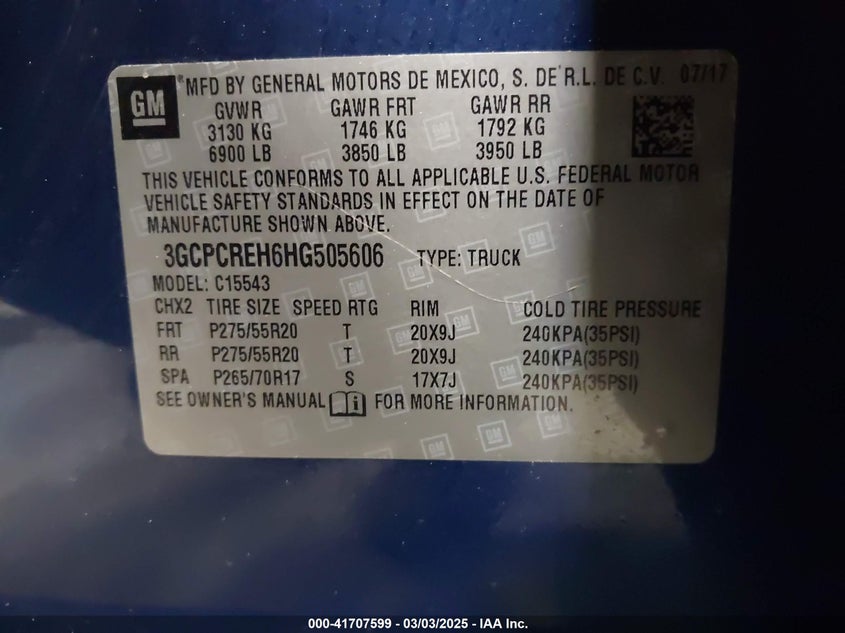 GM
®MFD BY GENERAL MOTORS DE MEXICO, S. DE R.L. DE C.V. 07/17
GVWR GAWR FRT GAWR RR
3130 KG 1746 KG 1792 KG
6900 LB 3850 LB 3950 LB
THIS VEHICLE CONFORMS TO ALL APPLICABLE U.S. FEDERAL MOTOR
VEHICLE SAFETY STANDARDS IN EFFECT ON THE DATE OF
MANUFACTURE SHOWN ABOVE.
3GCPCREH6HG505606 TYPE: TRUCK
MODEL: C15543
CHX2 TIRE SIZE SPEED RTG RIM COLD TIRE PRESSURE
FRT P275/55R20 T 20X9J 240KPA(35PSI)
RR P275/55R20 T 20X9J 240KPA(35PSI)
SPA P265/70R17 S 17X7J 240KPA(35PSI)
SEE OWNER'S MANUAL i FOR MORE INFORMATION.
000-41707599 - 03/03/2025 - IAA Inc.